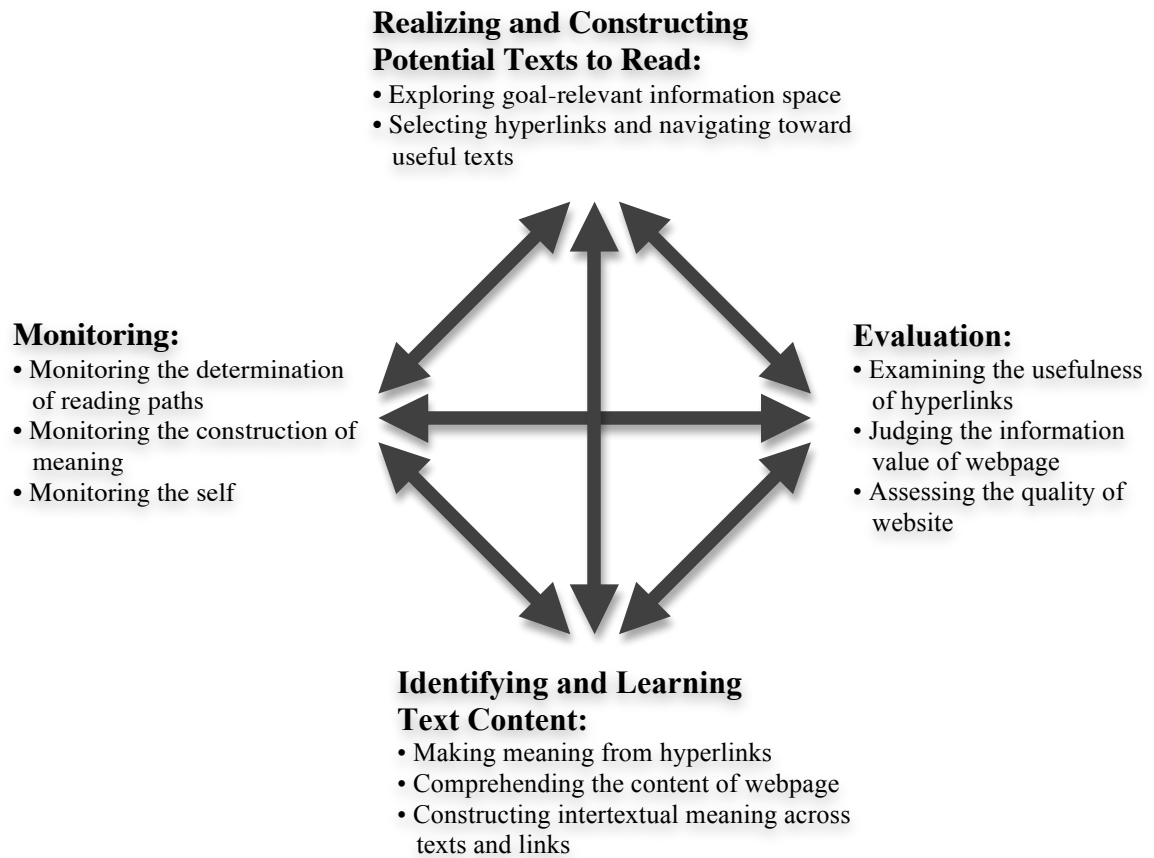 Realizing and Constructing
Potential Texts to Read:
• Exploring goal-relevant information space
• Selecting hyperlinks and navigating toward
useful texts
Monitoring:
• Monitoring the determination
of reading paths
• Monitoring the construction of
meaning
• Monitoring the self
Evaluation:
• Examining the usefulness
of hyperlinks
• Judging the information
value of webpage
• Assessing the quality of
website
Identifying and Learning
Text Content:
• Making meaning from hyperlinks
• Comprehending the content of webpage
• Constructing intertextual meaning across
texts and links